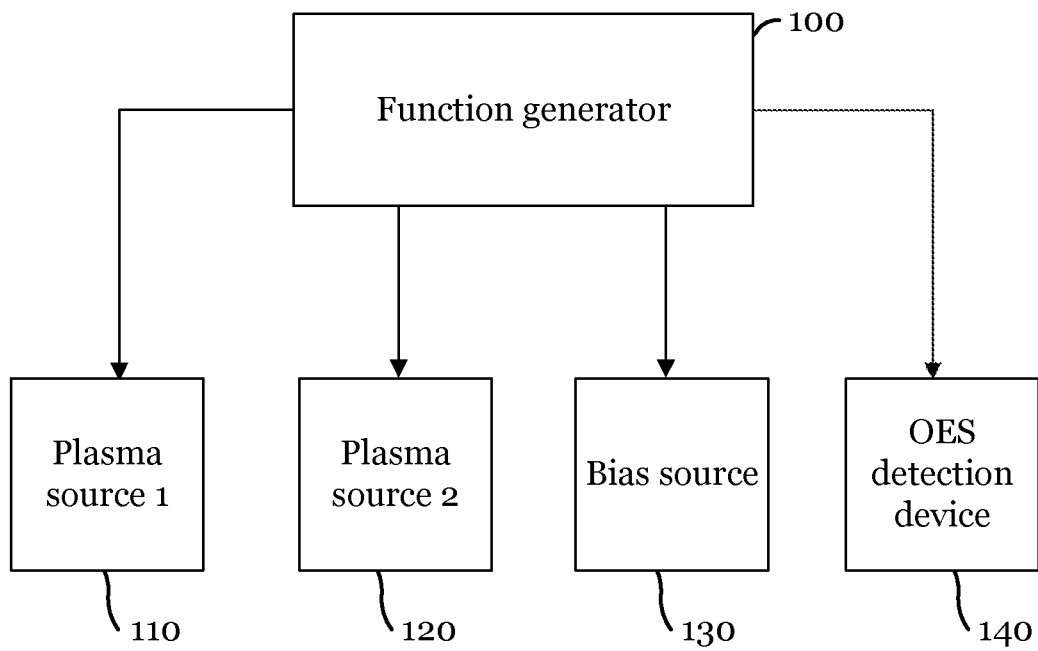 100
Function generator
Plasma
source 1
Plasma
source 2
Bias source
OES
detection
device
110
120
130
140